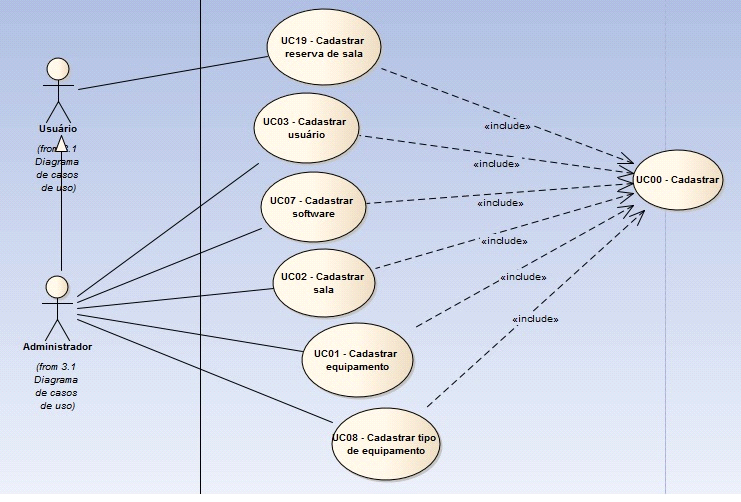 UC19 - Cadastrar
reserva de sala
Usuário
(from 3.1
Diagrama
de casos
de uso)
UC03 - Cadastrar
usuário
«include»
«include»
UC00 - Cadastrar
UC07 - Cadastrar
software
«include»
UC02 - Cadastrar
sala
«include»
Administrador
(from 3.1
Diagrama
de casos
de uso)
UC01 - Cadastrar
equipamento
«include»
«include»
UC08 - Cadastrar tipo
de equipamento